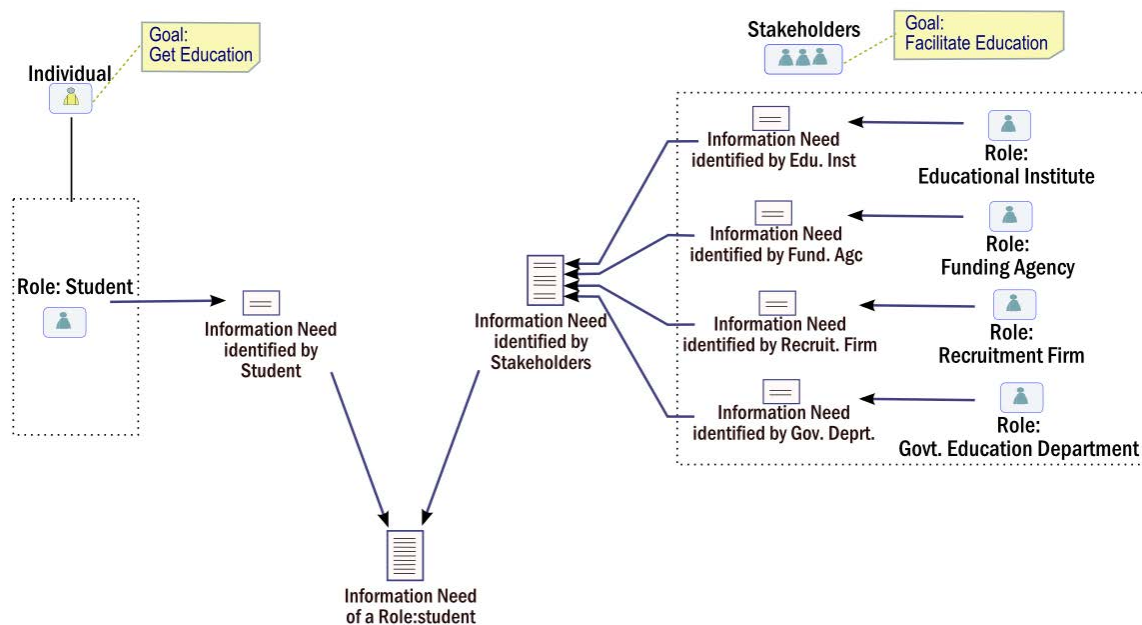 Goal:
Get Education
Individual
Role: Student
Information Need
identified by
Student
Stakeholders
Goal:
Facilitate Education
Information Need
identified by Edu. Inst
Role:
Educational Institute
Information Need
identified by Fund. Agc
Role:
Funding Agency
Information Need
identified by Recruit. Firm
Role:
Recruitment Firm
Information Need
identified by Gov. Deprt.
Role:
Govt. Education Department
Information Need
identified by
Stakeholders
Information Need
of a Role:student